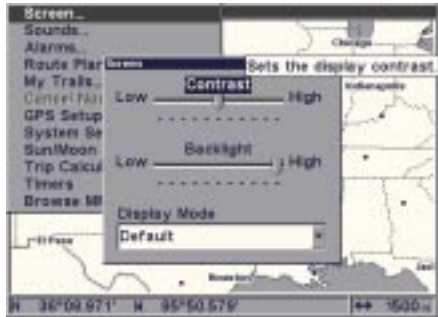 Screen...
Sounds...
Alarms...
Route Plan
My Trails...
GPS Setup
System Se
Sun/Moon
Trip Calcul
Timers
Browse M
Screen
Sets the display contrast.
Contrast
Low High
Backlight
Low High
Display Mode
Default
Chicago
Indianapolis
El Paso
Houston
N 36°09.971' W 95°50.579' 1500